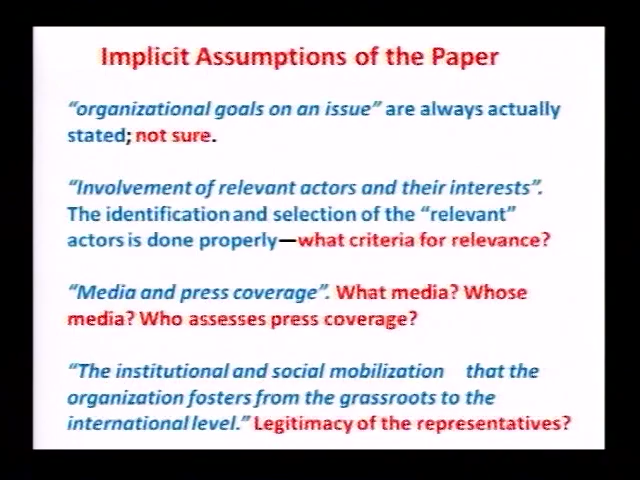 Implicit Assumptions of the Paper
“organizational goals on an issue” are always actually
stated; not sure.
“Involvement of relevant actors and their interests”.
The identification and selection of the “relevant”
actors is done properly—what criteria for relevance?
“Media and press coverage”. What media? Whose
media? Who assesses press coverage?
“The institutional and social mobilization that the
organization fosters from the grassroots to the
international level.” Legitimacy of the representatives?